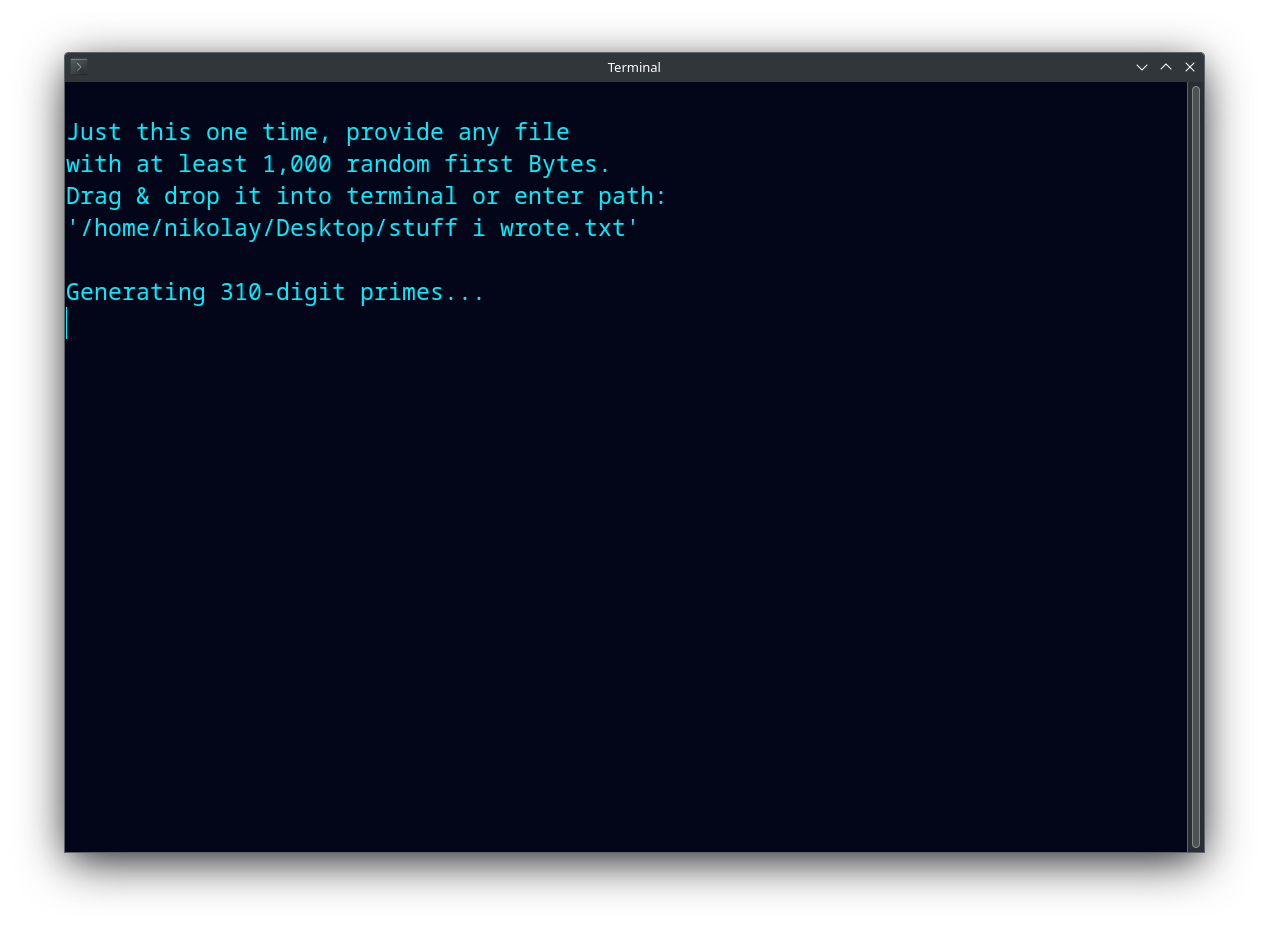 Terminal
Just this one time, provide any file
with at least 1,000 random first Bytes.
Drag & drop it into terminal or enter path:
'/home/nikolay/Desktop/stuff i wrote.txt'
Generating 310-digit primes...